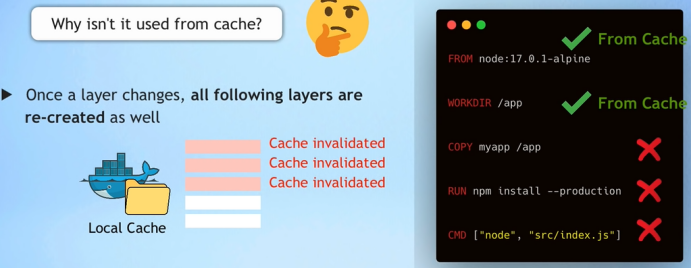 Why isn't it used from cache?
Once a layer changes, all following layers are
re-created as well
Cache invalidated
Cache invalidated
Cache invalidated
Local Cache
From Cache
FROM node:17.0.1-alpine
WORKDIR /app
From Cache
COPY myapp /app
RUN npm install --production
CMD ["node", "src/index.js"]